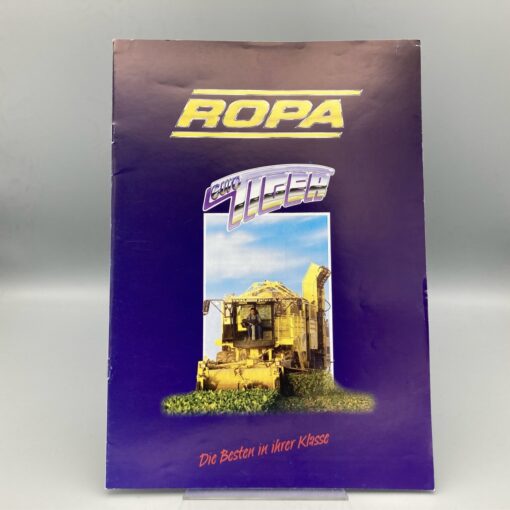 ROPA
euro
TIGER
Die Besten in ihrer Klasse